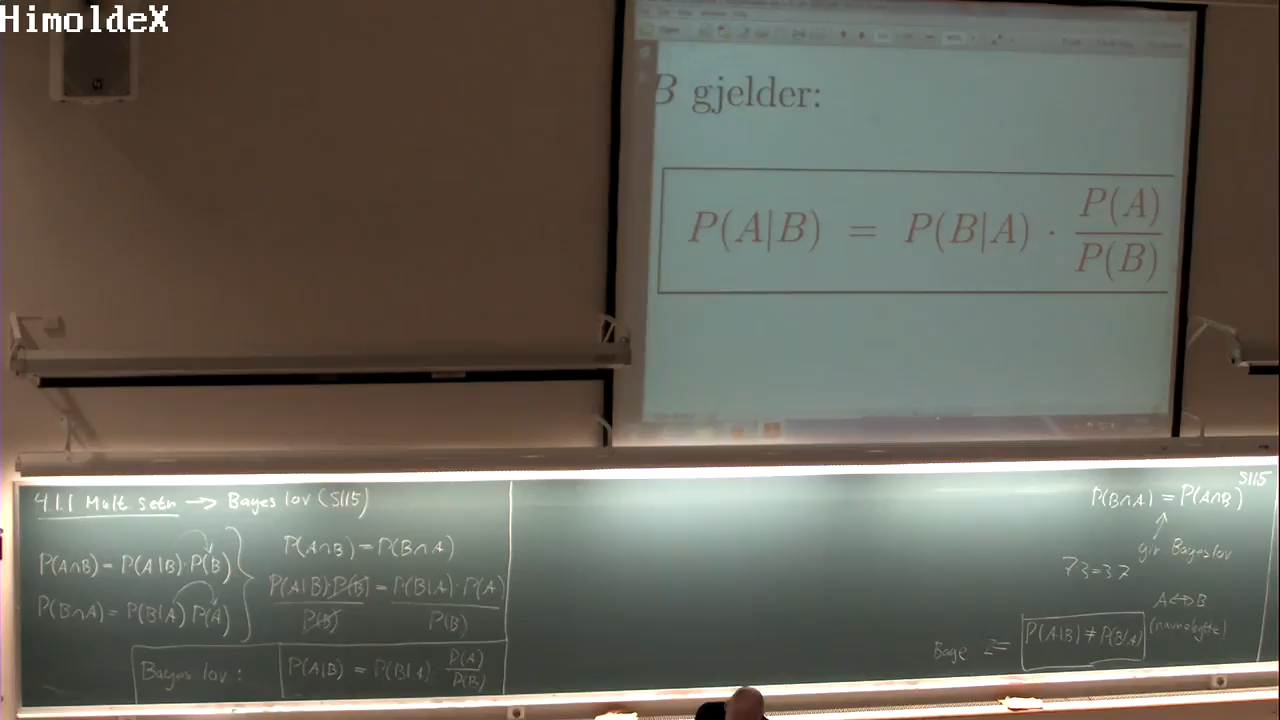 HimoldeX
B gjelder:
P(A|B) = P(B|A) · P(A)/P(B)
4.1.1 Mult setn → Bayes lov (S115)
P(A∩B) = P(A|B)·P(B)
P(B∩A) = P(B|A) P(A)
P(A∩B) = P(B∩A)
P(A|B)·P(B) = P(B|A)·P(A)
P(B) P(B)
Bayes lov: P(A|B) = P(B|A) P(A)/P(B)
S115
P(B∩A) = P(A∩B)
gir Bayes lov
7·3=3·7
A↔B
(navnebytte)
P(A|B) ≠ P(B|A)